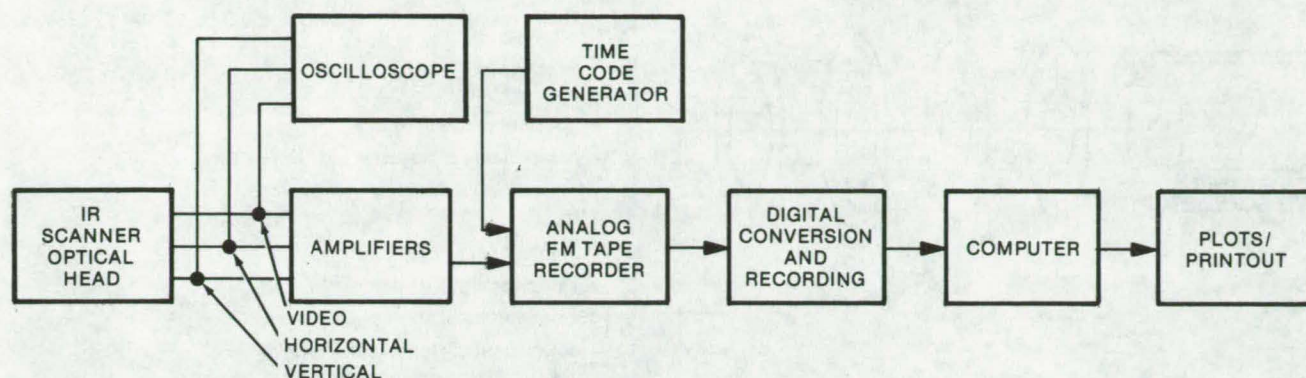 OSCILLOSCOPE
TIME
CODE
GENERATOR
IR
SCANNER
OPTICAL
HEAD
AMPLIFIERS
ANALOG
FM TAPE
RECORDER
DIGITAL
CONVERSION
AND
RECORDING
COMPUTER
PLOTS/
PRINTOUT
VIDEO
HORIZONTAL
VERTICAL